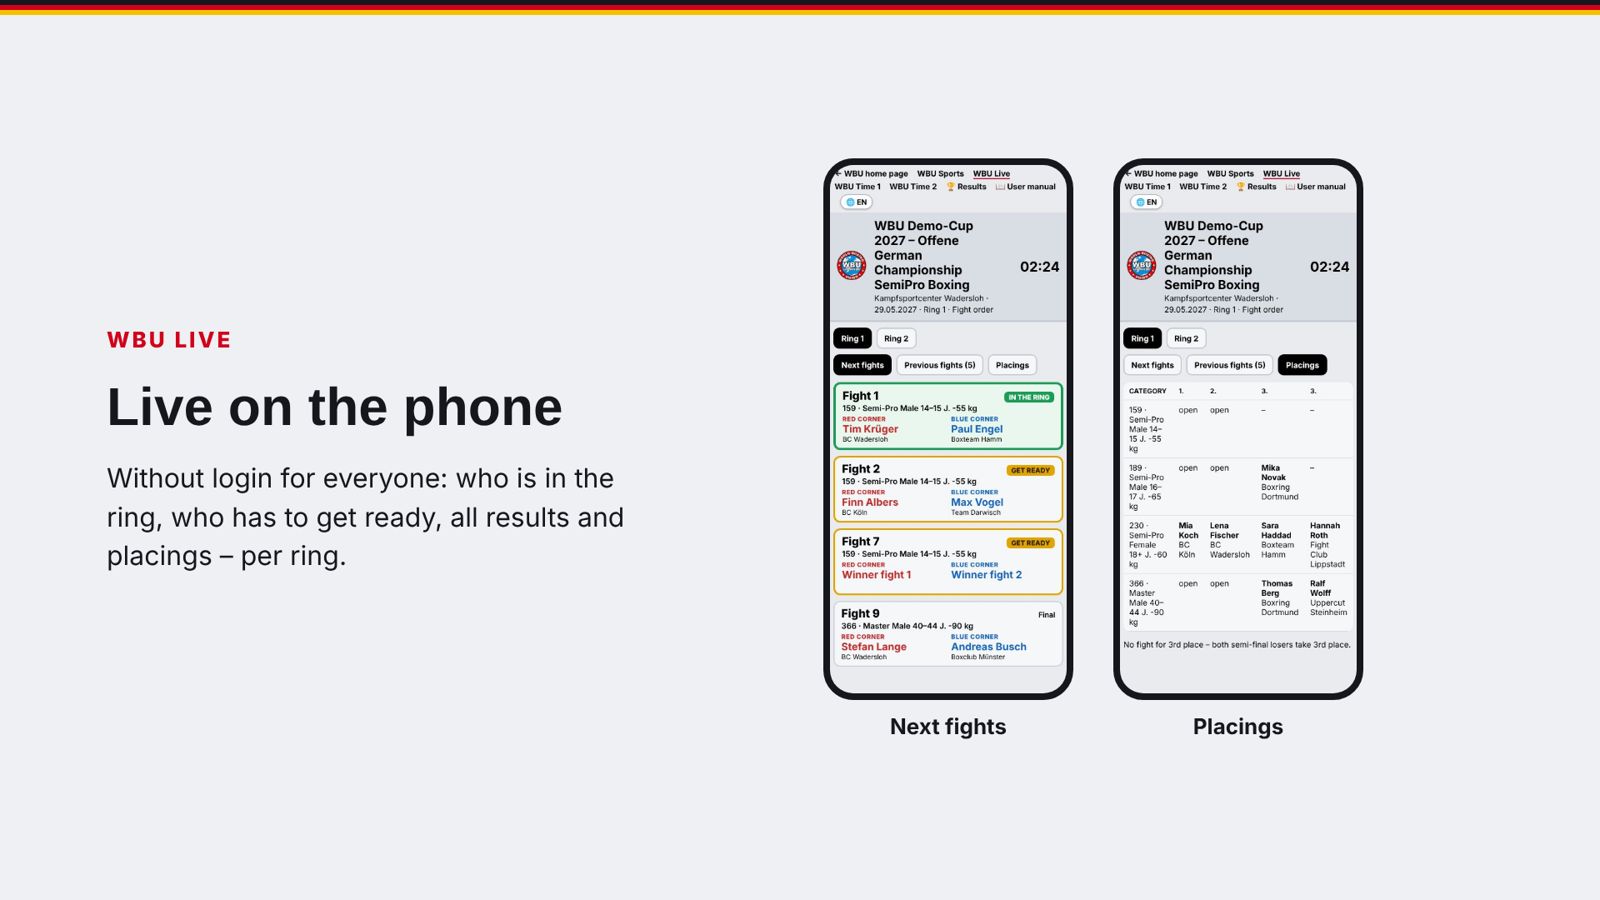 WBU LIVE
Live on the phone
Without login for everyone: who is in the
ring, who has to get ready, all results and
placings – per ring.
← WBU home page WBU Sports WBU Live
WBU Time 1 WBU Time 2 🏆 Results 📖 User manual
🌐 EN
WBU
WBU Demo-Cup
2027 – Offene
German
Championship
SemiPro Boxing
02:24
Kampfsportcenter Wadersloh ·
29.05.2027 · Ring 1 · Fight order
Ring 1 Ring 2
Next fights Previous fights (5) Placings
Fight 1 IN THE RING
159 · Semi-Pro Male 14–15 J. -55 kg
RED CORNER BLUE CORNER
Tim Krüger Paul Engel
BC Wadersloh Boxteam Hamm
Fight 2 GET READY
159 · Semi-Pro Male 14–15 J. -55 kg
RED CORNER BLUE CORNER
Finn Albers Max Vogel
BC Köln Team Darwisch
Fight 7 GET READY
159 · Semi-Pro Male 14–15 J. -55 kg
RED CORNER BLUE CORNER
Winner fight 1 Winner fight 2
Fight 9 Final
366 · Master Male 40–44 J. -90 kg
RED CORNER BLUE CORNER
Stefan Lange Andreas Busch
BC Wadersloh Boxclub Münster
Next fights
← WBU home page WBU Sports WBU Live
WBU Time 1 WBU Time 2 🏆 Results 📖 User manual
🌐 EN
WBU
WBU Demo-Cup
2027 – Offene
German
Championship
SemiPro Boxing
02:24
Kampfsportcenter Wadersloh ·
29.05.2027 · Ring 1 · Fight order
Ring 1 Ring 2
Next fights Previous fights (5) Placings
CATEGORY 1. 2. 3. 3.
159 · open open – –
Semi-Pro
Male 14–
15 J. -55
kg
189 · open open Mika –
Semi-Pro Novak
Male 16– Boxring
17 J. -65 Dortmund
kg
230 · Mia Lena Sara Hannah
Semi-Pro Koch Fischer Haddad Roth
Female BC BC Boxteam Fight
18+ J. -60 Köln Wadersloh Hamm Club
kg Lippstadt
366 · open open Thomas Ralf
Master Berg Wolff
Male 40– Boxring Uppercut
44 J. -90 Dortmund Steinheim
kg
No fight for 3rd place – both semi-final losers take 3rd place.
Placings